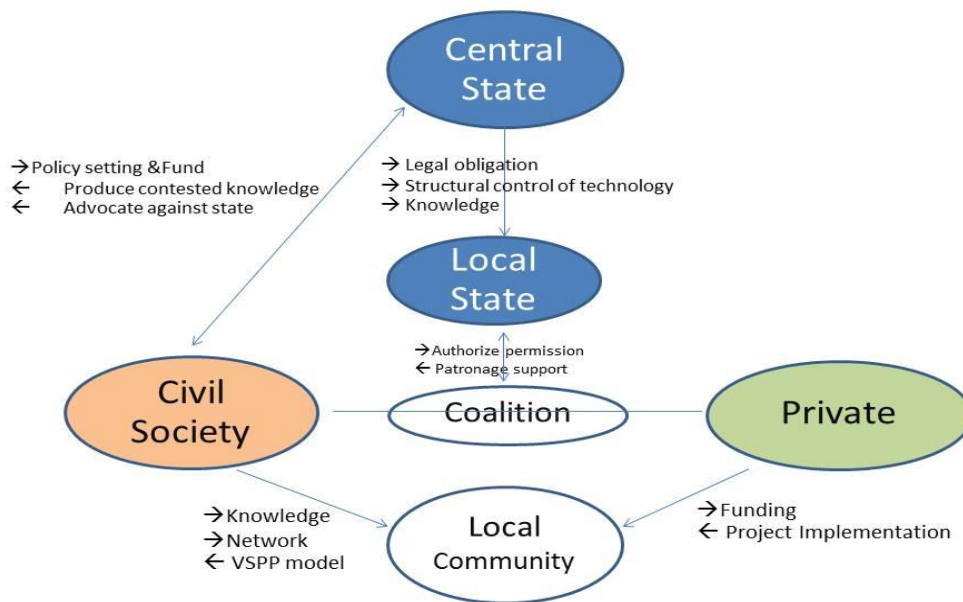 Central
State
→Policy setting &Fund
← Produce contested knowledge
← Advocate against state
→ Legal obligation
→ Structural control of technology
→ Knowledge
Local
State
→Authorize permission
← Patronage support
Civil
Society
Coalition
Private
→Knowledge
→Network
← VSPP model
Local
Community
→Funding
← Project Implementation